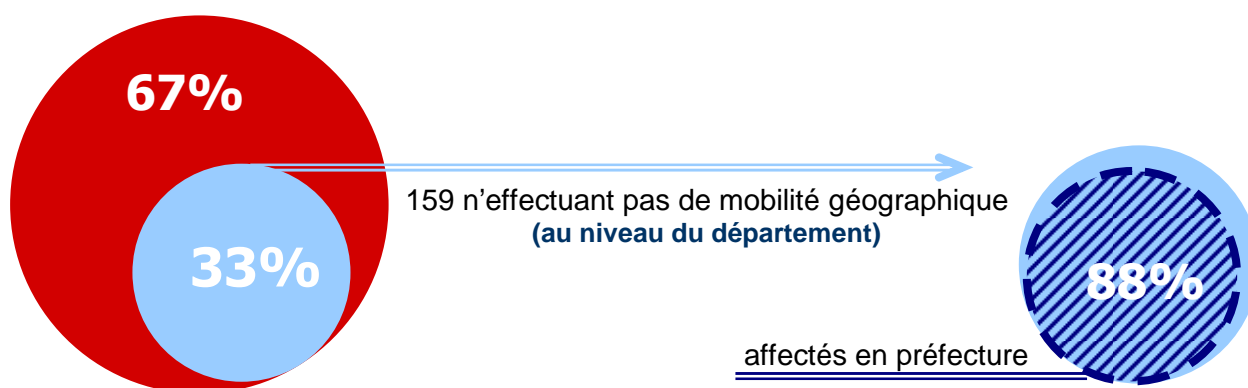 67%
159 n’effectuant pas de mobilité géographique
(au niveau du département)
33%
88%
affectés en préfecture